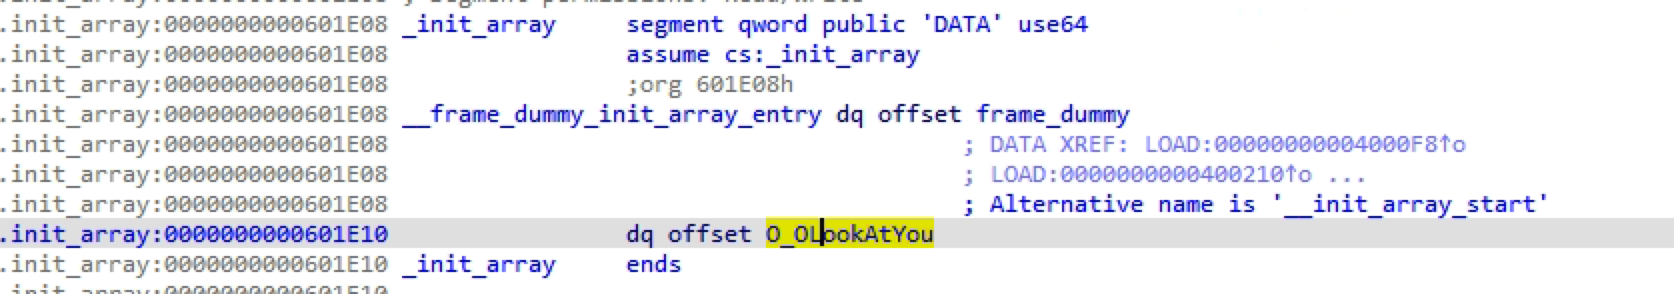 .init_array:0000000000601E08 _init_array segment qword public 'DATA' use64
.init_array:0000000000601E08 assume cs:_init_array
.init_array:0000000000601E08 ;org 601E08h
.init_array:0000000000601E08 __frame_dummy_init_array_entry dq offset frame_dummy
.init_array:0000000000601E08 ; DATA XREF: LOAD:00000000004000F8↑o
.init_array:0000000000601E08 ; LOAD:0000000000400210↑o ...
.init_array:0000000000601E08 ; Alternative name is '__init_array_start'
.init_array:0000000000601E10 dq offset O_OLookAtYou
.init_array:0000000000601E10 _init_array ends
.init_array:0000000000601E10